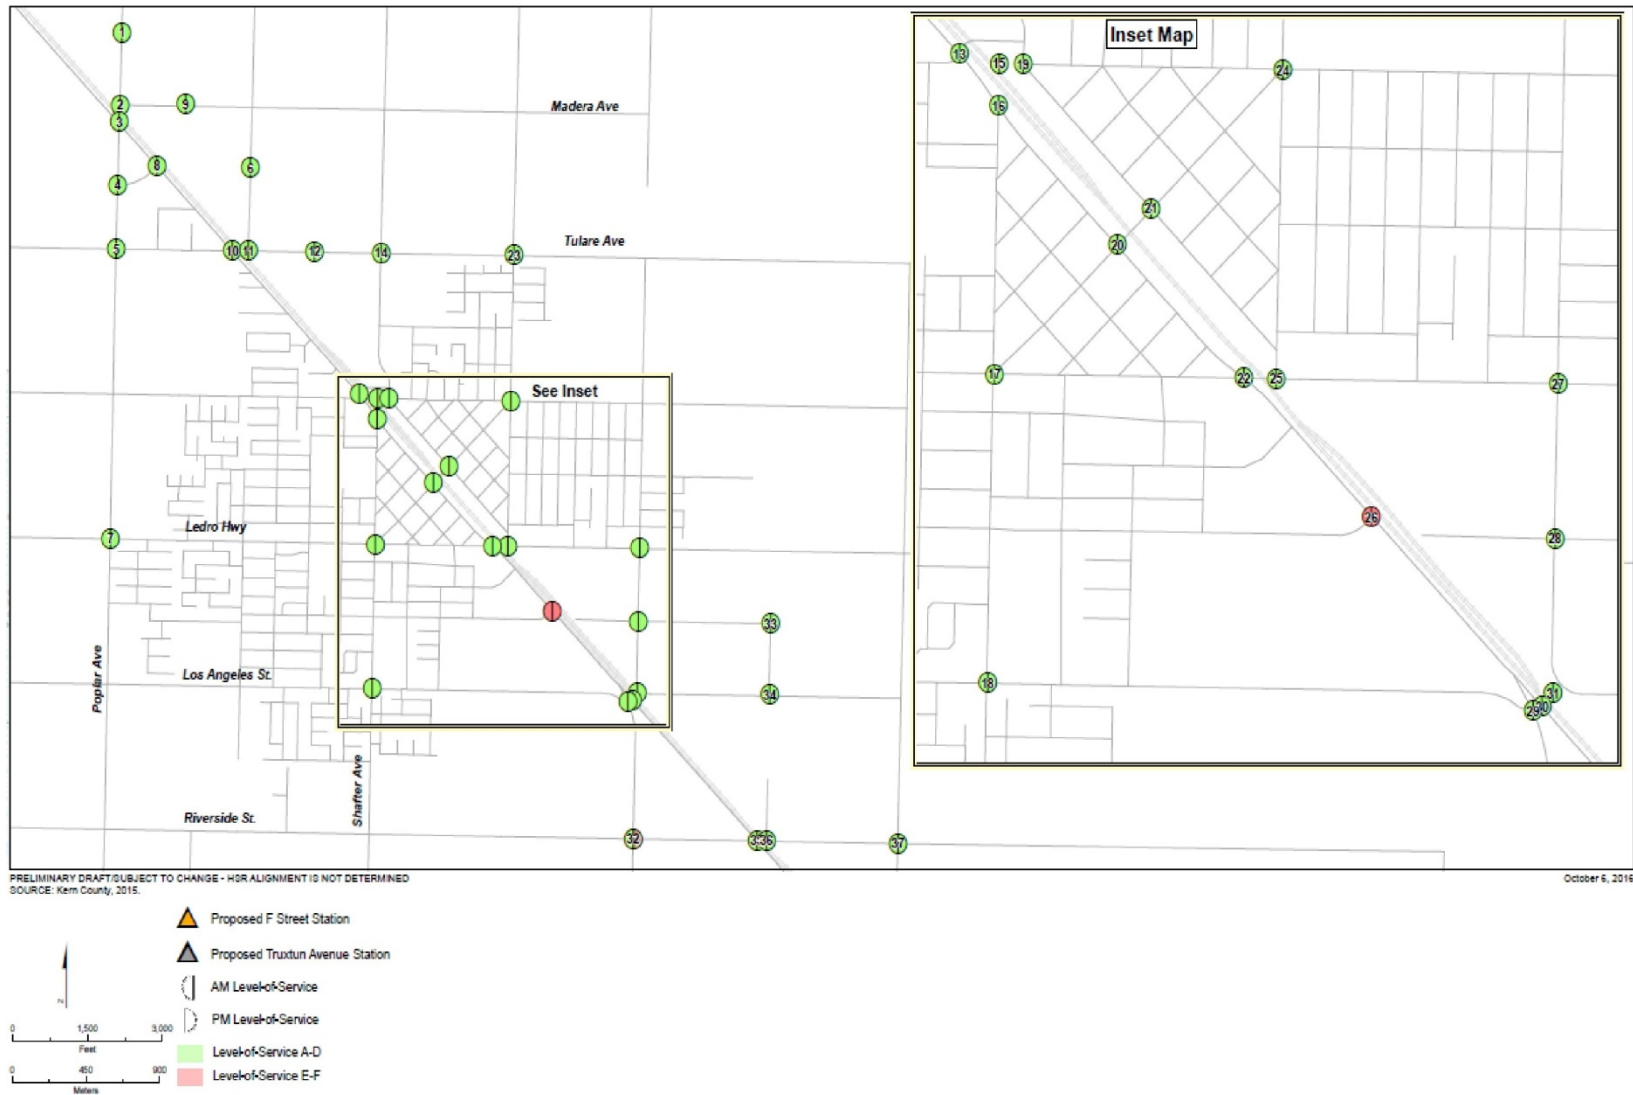 1
2
9
Madera Ave
3
8
6
4
5
10
11
12
14
23
Tulare Ave
See Inset
7
Ledro Hwy
33
34
Los Angeles St.
Poplar Ave
Shafter Ave
Riverside St.
32
36
37
Inset Map
13
15
19
24
16
21
20
17
22
25
27
26
28
18
31
30
29
PRELIMINARY DRAFT/SUBJECT TO CHANGE - HSR ALIGNMENT IS NOT DETERMINED
SOURCE: Kern County, 2015.
October 6, 2016
Proposed F Street Station
Proposed Truxtun Avenue Station
AM Level-of-Service
PM Level-of-Service
Level-of-Service A-D
Level-of-Service E-F
N
0 1,500 3,000
Feet
0 450 900
Meters